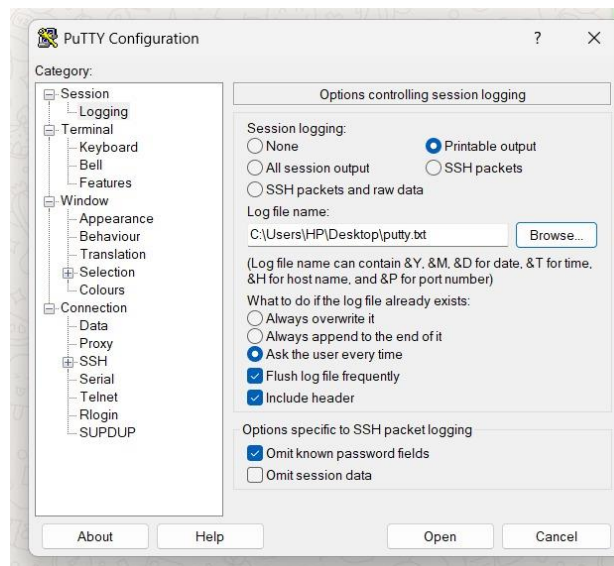 PuTTY Configuration
?
Category:
Session
Logging
Terminal
Keyboard
Bell
Features
Window
Appearance
Behaviour
Translation
Selection
Colours
Connection
Data
Proxy
SSH
Serial
Telnet
Rlogin
SUPDUP
Options controlling session logging
Session logging:
None Printable output
All session output SSH packets
SSH packets and raw data
Log file name:
C:\Users\HP\Desktop\putty.txt Browse...
(Log file name can contain &Y, &M, &D for date, &T for time,
&H for host name, and &P for port number)
What to do if the log file already exists:
Always overwrite it
Always append to the end of it
Ask the user every time
Flush log file frequently
Include header
Options specific to SSH packet logging
Omit known password fields
Omit session data
About Help Open Cancel